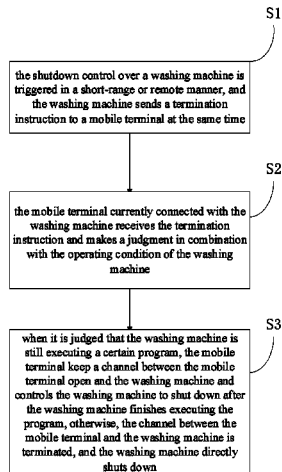 S1
the shutdown control over a washing machine is
triggered in a short-range or remote manner, and
the washing machine sends a termination
instruction to a mobile terminal at the same time
S2
the mobile terminal currently connected with the
washing machine receives the termination
instruction and makes a judgment in combination
with the operating condition of the washing
machine
S3
when it is judged that the washing machine is
still executing a certain program, the mobile
terminal keep a channel between the mobile
terminal open and the washing machine and
controls the washing machine to shut down after
the washing machine finishes executing the
program, otherwise, the channel between the
mobile terminal and the washing machine is
terminated, and the washing machine directly
shuts down